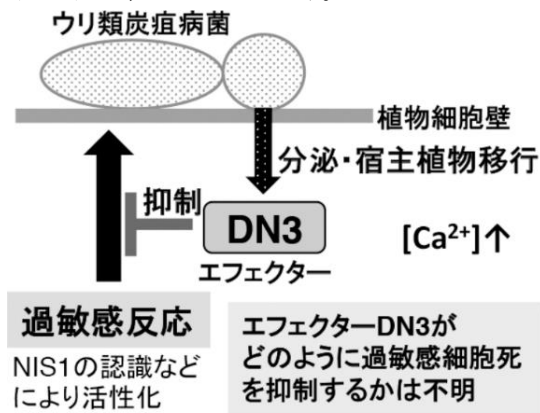 ウリ類炭疽病菌
植物細胞壁
分泌・宿主植物移行
抑制
DN3
[Ca²⁺]↑
エフェクター
過敏感反応
NIS1の認識など
により活性化
エフェクターDN3が
どのように過敏感細胞死
を抑制するかは不明